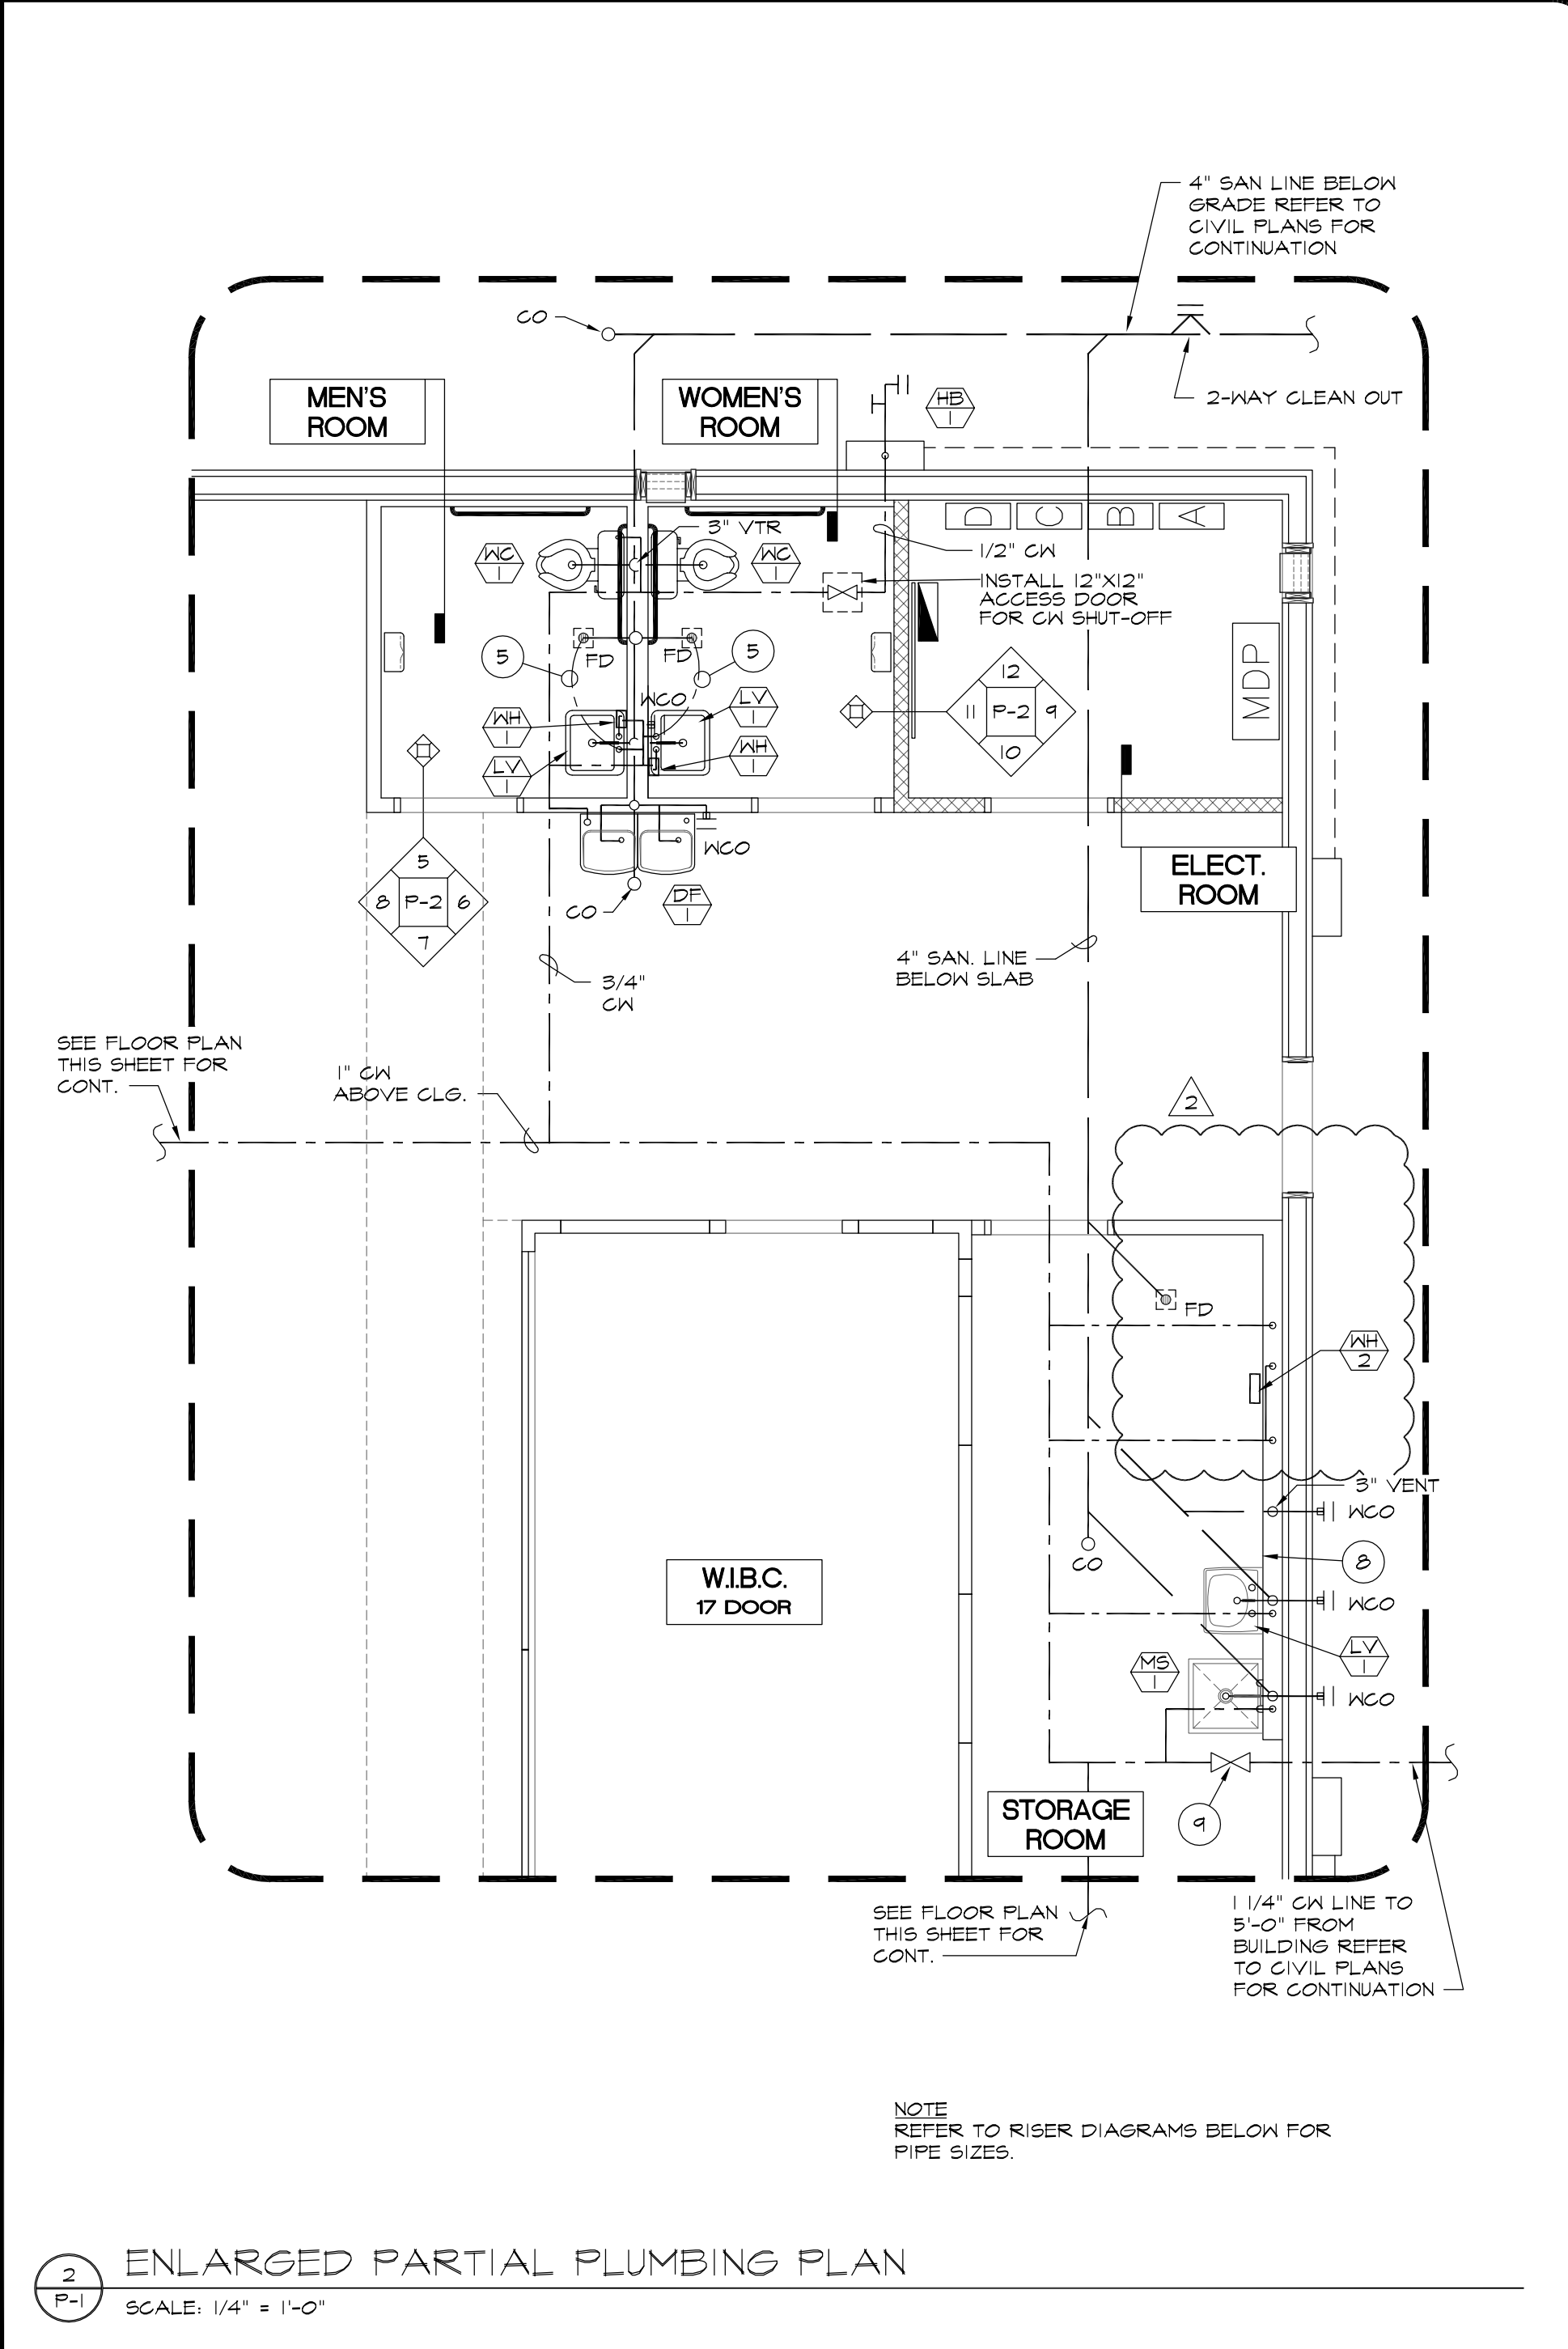 4" SAN LINE BELOW
GRADE REFER TO
CIVIL PLANS FOR
CONTINUATION
CO
2-WAY CLEAN OUT
MEN'S
ROOM
WOMEN'S
ROOM
HB
1
D
C
B
A
3" VTR
1/2" CW
WC
1
WC
1
INSTALL 12"X12"
ACCESS DOOR
FOR CW SHUT-OFF
5
FD
FD
5
MDP
12
11
P-2
9
10
WCO
WH
1
LV
1
LV
1
WH
1
WCO
5
8
P-2
6
7
CO
DF
1
ELECT.
ROOM
4" SAN. LINE
BELOW SLAB
3/4"
CW
SEE FLOOR PLAN
THIS SHEET FOR
CONT.
1" CW
ABOVE CLG.
2
FD
WH
2
3" VENT
WCO
CO
8
W.I.B.C.
17 DOOR
WCO
LV
1
MS
1
WCO
STORAGE
ROOM
9
SEE FLOOR PLAN
THIS SHEET FOR
CONT.
1 1/4" CW LINE TO
5'-0" FROM
BUILDING REFER
TO CIVIL PLANS
FOR CONTINUATION
NOTE
REFER TO RISER DIAGRAMS BELOW FOR
PIPE SIZES.
2
P-1
ENLARGED PARTIAL PLUMBING PLAN
SCALE: 1/4" = 1'-0"